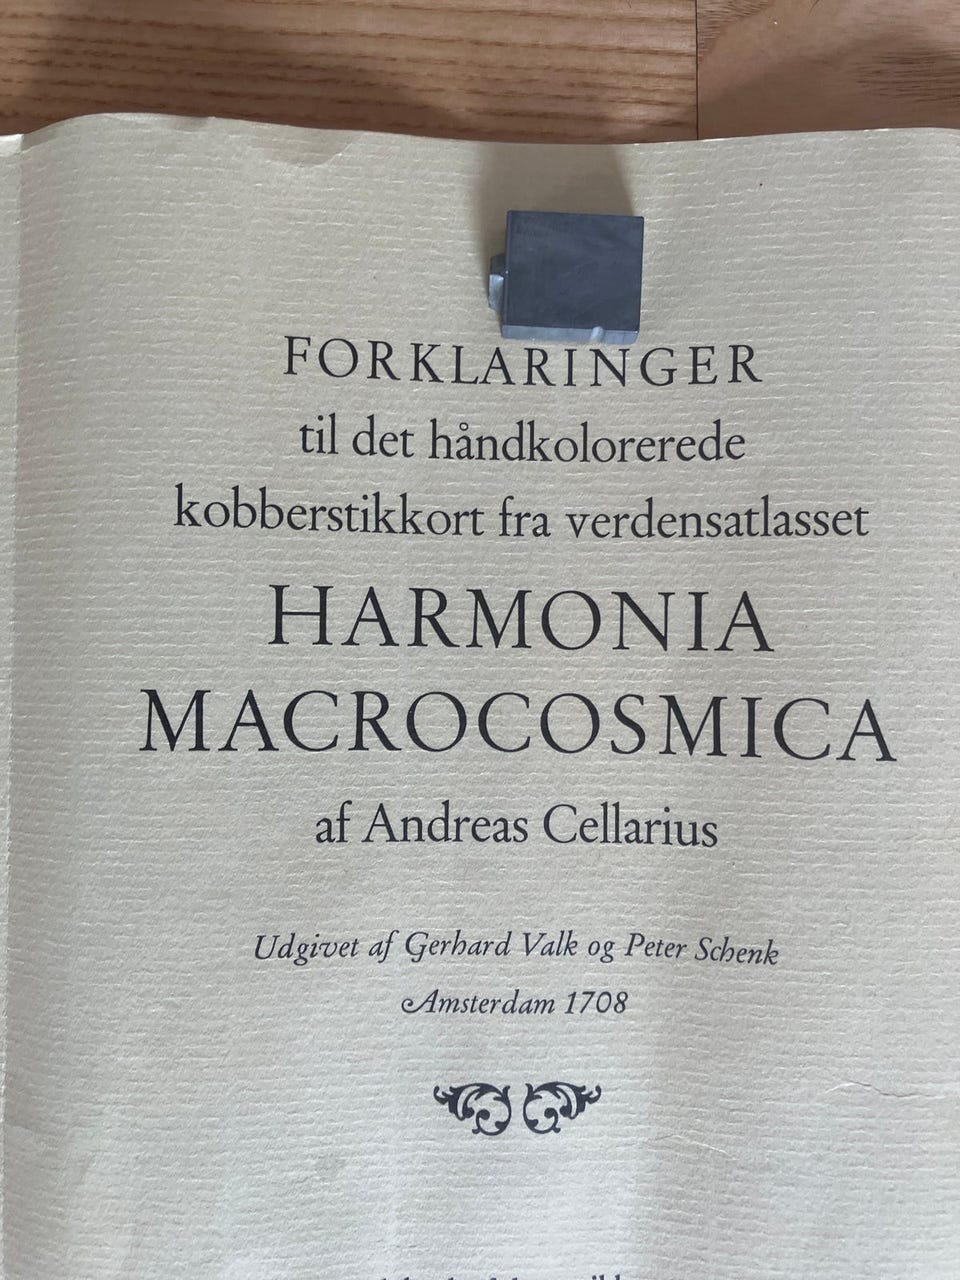 FORKLARINGER
til det håndkolorerede
kobberstikkort fra verdensatlasset
HARMONIA
MACROCOSMICA
af Andreas Cellarius
Udgivet af Gerhard Valk og Peter Schenk
Amsterdam 1708